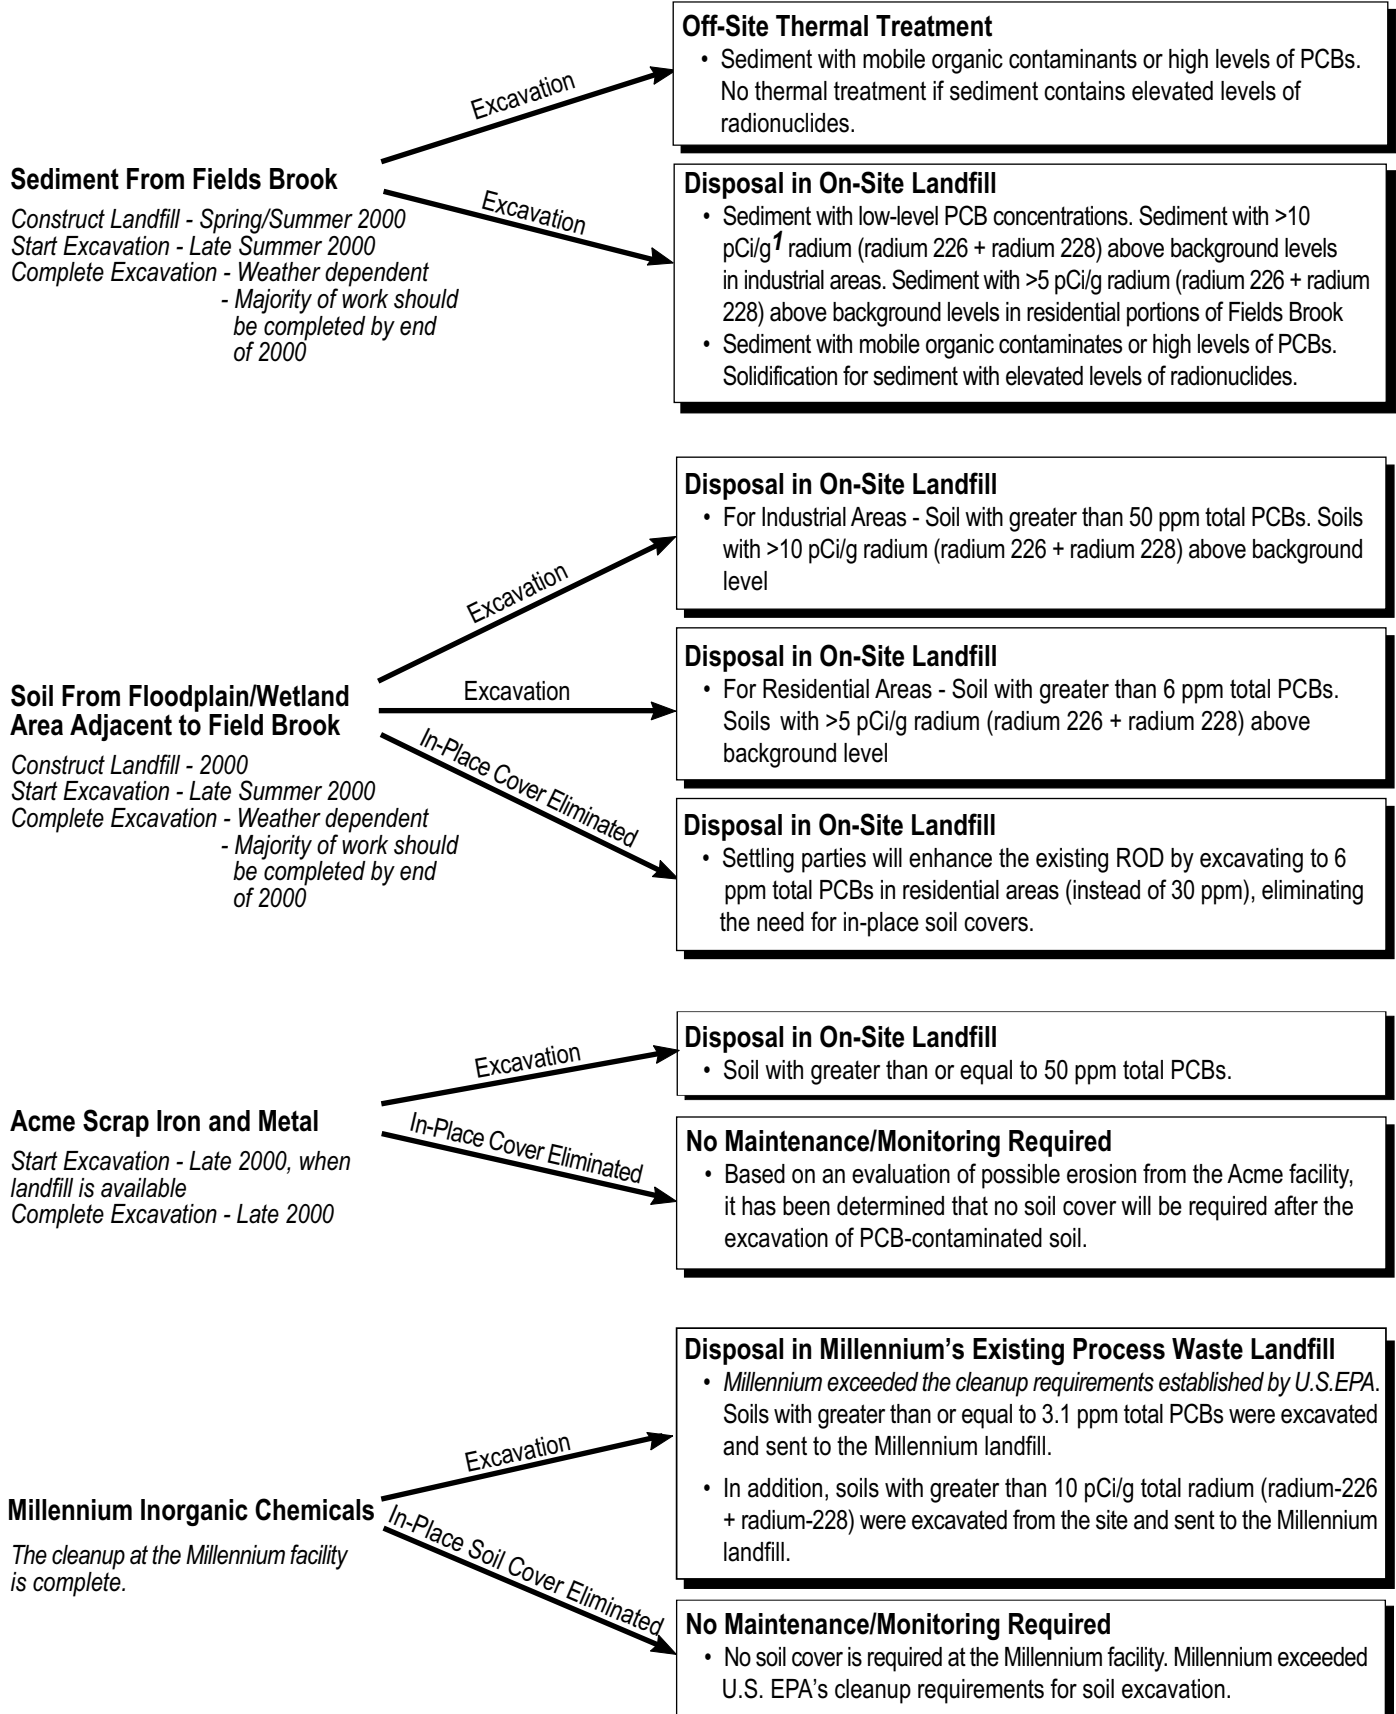 Off-Site Thermal Treatment
• Sediment with mobile organic contaminants or high levels of PCBs.
No thermal treatment if sediment contains elevated levels of
radionuclides.
Excavation
Sediment From Fields Brook
Construct Landfill - Spring/Summer 2000
Start Excavation - Late Summer 2000
Complete Excavation - Weather dependent
- Majority of work should
be completed by end
of 2000
Excavation
Disposal in On-Site Landfill
• Sediment with low-level PCB concentrations. Sediment with >10
pCi/g1 radium (radium 226 + radium 228) above background levels
in industrial areas. Sediment with >5 pCi/g radium (radium 226 + radium
228) above background levels in residential portions of Fields Brook
• Sediment with mobile organic contaminates or high levels of PCBs.
Solidification for sediment with elevated levels of radionuclides.
Disposal in On-Site Landfill
• For Industrial Areas - Soil with greater than 50 ppm total PCBs. Soils
with >10 pCi/g radium (radium 226 + radium 228) above background
level
Excavation
Soil From Floodplain/Wetland
Area Adjacent to Field Brook
Construct Landfill - 2000
Start Excavation - Late Summer 2000
Complete Excavation - Weather dependent
- Majority of work should
be completed by end
of 2000
Excavation
Disposal in On-Site Landfill
• For Residential Areas - Soil with greater than 6 ppm total PCBs.
Soils with >5 pCi/g radium (radium 226 + radium 228) above
background level
In-Place Cover Eliminated
Disposal in On-Site Landfill
• Settling parties will enhance the existing ROD by excavating to 6
ppm total PCBs in residential areas (instead of 30 ppm), eliminating
the need for in-place soil covers.
Disposal in On-Site Landfill
• Soil with greater than or equal to 50 ppm total PCBs.
Excavation
Acme Scrap Iron and Metal
Start Excavation - Late 2000, when
landfill is available
Complete Excavation - Late 2000
In-Place Cover Eliminated
No Maintenance/Monitoring Required
• Based on an evaluation of possible erosion from the Acme facility,
it has been determined that no soil cover will be required after the
excavation of PCB-contaminated soil.
Disposal in Millennium’s Existing Process Waste Landfill
• Millennium exceeded the cleanup requirements established by U.S.EPA.
Soils with greater than or equal to 3.1 ppm total PCBs were excavated
and sent to the Millennium landfill.
• In addition, soils with greater than 10 pCi/g total radium (radium-226
+ radium-228) were excavated from the site and sent to the Millennium
landfill.
Excavation
Millennium Inorganic Chemicals
The cleanup at the Millennium facility
is complete.
In-Place Soil Cover Eliminated
No Maintenance/Monitoring Required
• No soil cover is required at the Millennium facility. Millennium exceeded
U.S. EPA’s cleanup requirements for soil excavation.